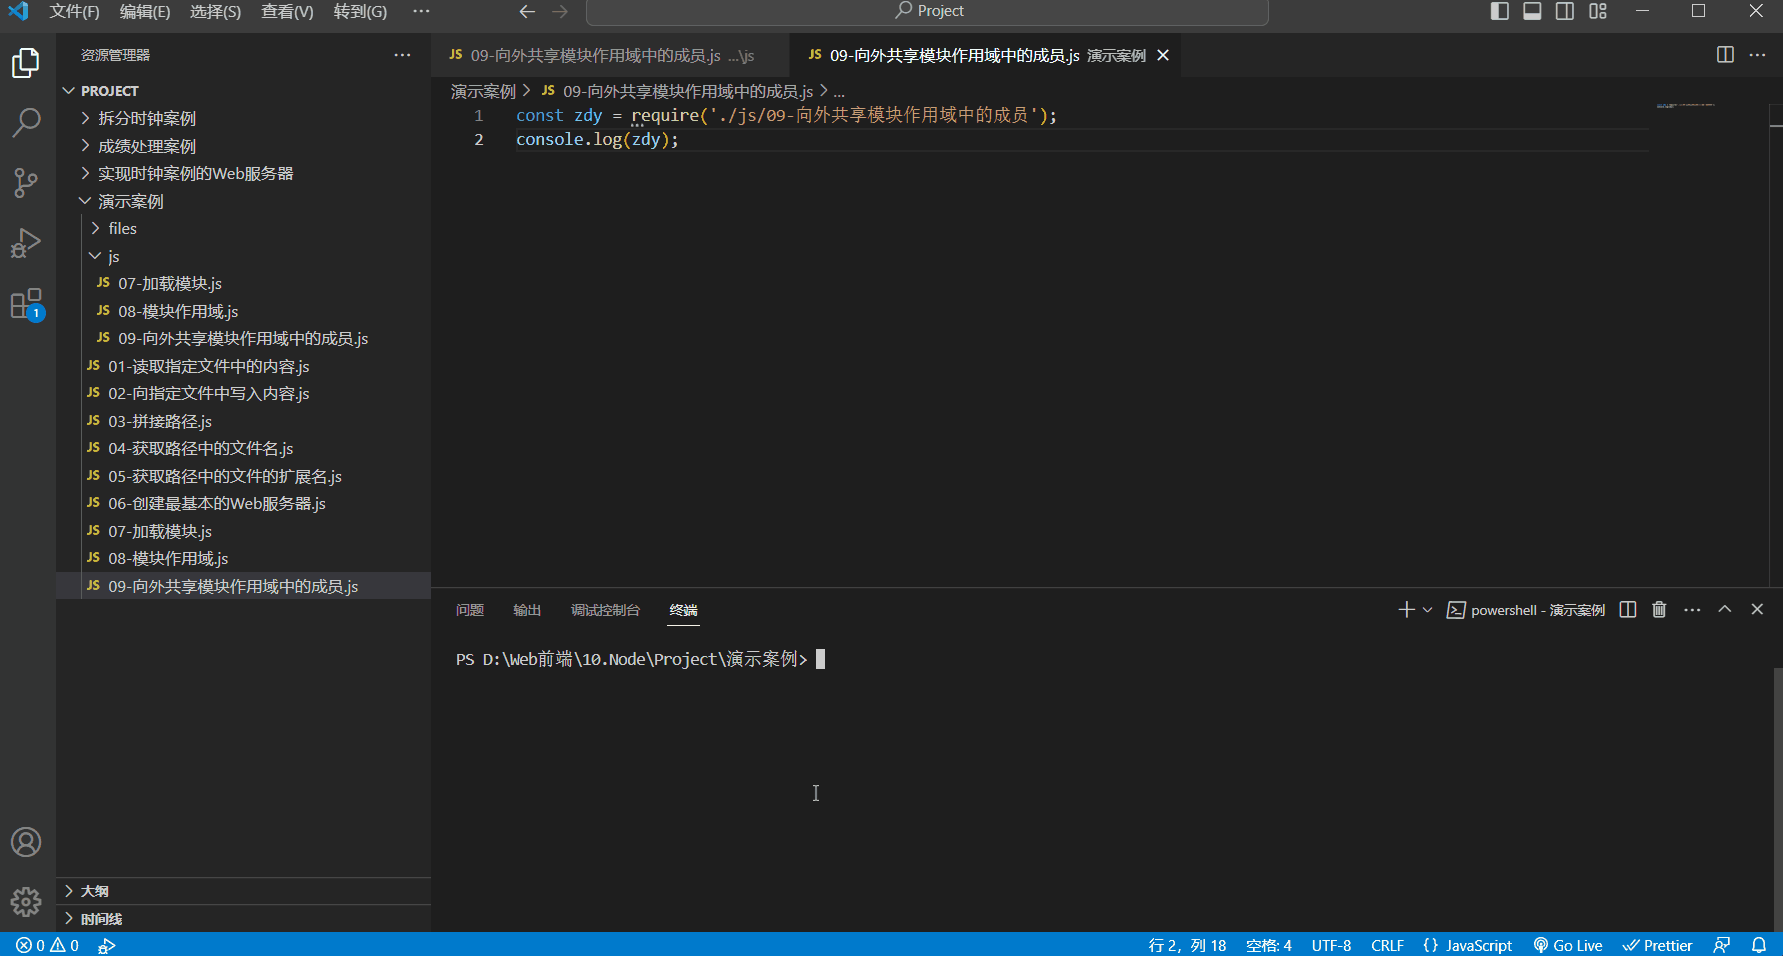 文件(F) 编辑(E) 选择(S) 查看(V) 转到(G) ··· Project
资源管理器 ···
PROJECT
拆分时钟案例
成绩处理案例
实现时钟案例的Web服务器
演示案例
files
js
JS 07-加载模块.js
JS 08-模块作用域.js
JS 09-向外共享模块作用域中的成员.js
JS 01-读取指定文件中的内容.js
JS 02-向指定文件中写入内容.js
JS 03-拼接路径.js
JS 04-获取路径中的文件名.js
JS 05-获取路径中的文件的扩展名.js
JS 06-创建最基本的Web服务器.js
JS 07-加载模块.js
JS 08-模块作用域.js
JS 09-向外共享模块作用域中的成员.js
大纲
时间线
JS 09-向外共享模块作用域中的成员.js ...\js
JS 09-向外共享模块作用域中的成员.js 演示案例
演示案例 > JS 09-向外共享模块作用域中的成员.js > ...
1 const zdy = require('./js/09-向外共享模块作用域中的成员');
2 console.log(zdy);
问题 输出 调试控制台 终端
powershell - 演示案例
PS D:\Web前端\10.Node\Project\演示案例>
1
0 0
行 2，列 18 空格: 4 UTF-8 CRLF {} JavaScript Go Live Prettier